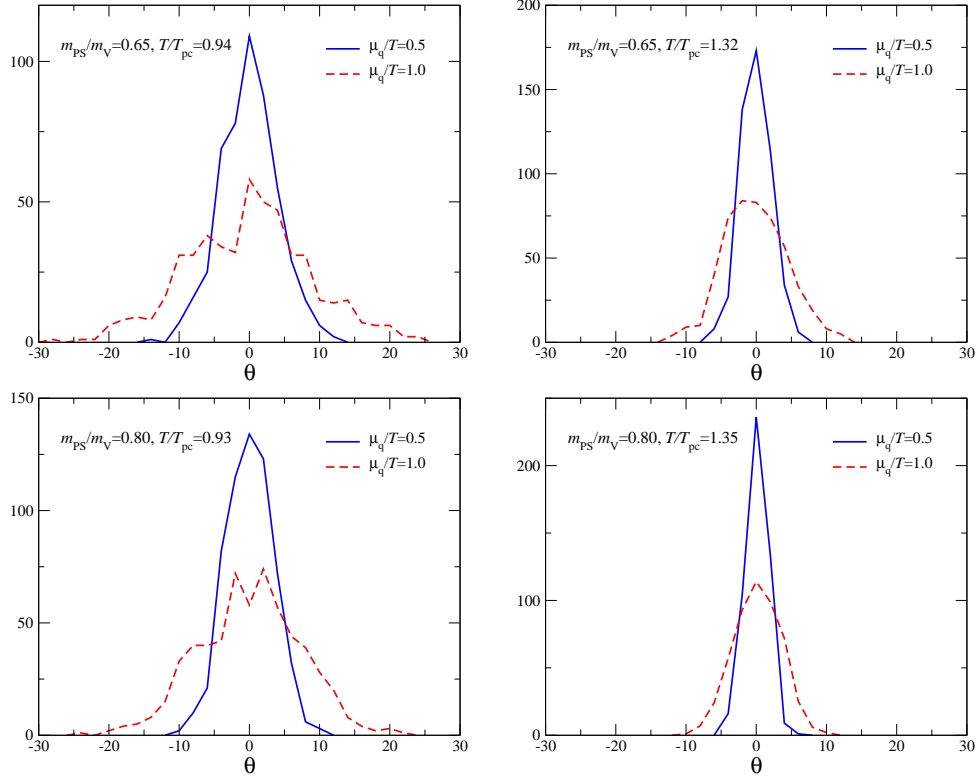 m_PS/m_V=0.65, T/T_pc=0.94
μ_q/T=0.5
μ_q/T=1.0
0
50
100
-30 -20 -10 0 10 20 30
θ
m_PS/m_V=0.65, T/T_pc=1.32
μ_q/T=0.5
μ_q/T=1.0
200
150
100
50
0
-30 -20 -10 0 10 20 30
θ
m_PS/m_V=0.80, T/T_pc=0.93
μ_q/T=0.5
μ_q/T=1.0
150
100
50
0
-30 -20 -10 0 10 20 30
θ
m_PS/m_V=0.80, T/T_pc=1.35
μ_q/T=0.5
μ_q/T=1.0
200
100
0
-30 -20 -10 0 10 20 30
θ